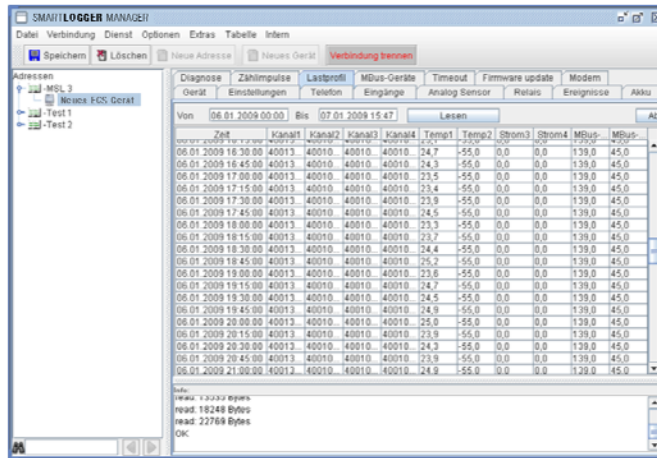 SMARTLOGGER MANAGER
Datei Verbindung Dienst Optionen Extras Tabelle Intern
Speichern Löschen Neue Adresse Neues Gerät Verbindung trennen
Adressen
-MSL 3
Neues EGS Gerät
-Test 1
-Test 2
Diagnose Zählimpulse Lastprofil MBus-Geräte Timeout Firmware update Modem
Gerät Einstellungen Telefon Eingänge Analog Sensor Relais Ereignisse Akku
Von 06.01.2009 00:00 Bis 07.01.2009 15:47 Lesen
Zeit Kanal1 Kanal2 Kanal3 Kanal4 Temp1 Temp2 Strom3 Strom4 MBus-... MBus-...
06.01.2009 16:30:00 40013... 40010... 40010... 40010... 24,7 -55,0 0,0 0,0 139,0 45,0
06.01.2009 16:45:00 40013... 40010... 40010... 40010... 24,3 -55,0 0,0 0,0 139,0 45,0
06.01.2009 17:00:00 40013... 40010... 40010... 40010... 23,5 -55,0 0,0 0,0 139,0 45,0
06.01.2009 17:15:00 40013... 40010... 40010... 40010... 23,4 -55,0 0,0 0,0 139,0 45,0
06.01.2009 17:30:00 40013... 40010... 40010... 40010... 23,9 -55,0 0,0 0,0 139,0 45,0
06.01.2009 17:45:00 40013... 40010... 40010... 40010... 24,5 -55,0 0,0 0,0 139,0 45,0
06.01.2009 18:00:00 40013... 40010... 40010... 40010... 23,3 -55,0 0,0 0,0 139,0 45,0
06.01.2009 18:15:00 40013... 40010... 40010... 40010... 23,7 -55,0 0,0 0,0 139,0 45,0
06.01.2009 18:30:00 40013... 40010... 40010... 40010... 24,4 -55,0 0,0 0,0 139,0 45,0
06.01.2009 18:45:00 40013... 40010... 40010... 40010... 25,2 -55,0 0,0 0,0 139,0 45,0
06.01.2009 19:00:00 40013... 40010... 40010... 40010... 23,6 -55,0 0,0 0,0 139,0 45,0
06.01.2009 19:15:00 40013... 40010... 40010... 40010... 24,7 -55,0 0,0 0,0 139,0 45,0
06.01.2009 19:30:00 40013... 40010... 40010... 40010... 24,5 -55,0 0,0 0,0 139,0 45,0
06.01.2009 19:45:00 40013... 40010... 40010... 40010... 24,9 -55,0 0,0 0,0 139,0 45,0
06.01.2009 20:00:00 40013... 40010... 40010... 40010... 25,0 -55,0 0,0 0,0 139,0 45,0
06.01.2009 20:15:00 40013... 40010... 40010... 40010... 23,9 -55,0 0,0 0,0 139,0 45,0
06.01.2009 20:30:00 40013... 40010... 40010... 40010... 24,3 -55,0 0,0 0,0 139,0 45,0
06.01.2009 20:45:00 40013... 40010... 40010... 40010... 23,9 -55,0 0,0 0,0 139,0 45,0
06.01.2009 21:00:00 40013... 40010... 40010... 40010... 24,9 -55,0 0,0 0,0 139,0 45,0
Info:
read: 13535 Bytes
read: 18248 Bytes
read: 22769 Bytes
OK